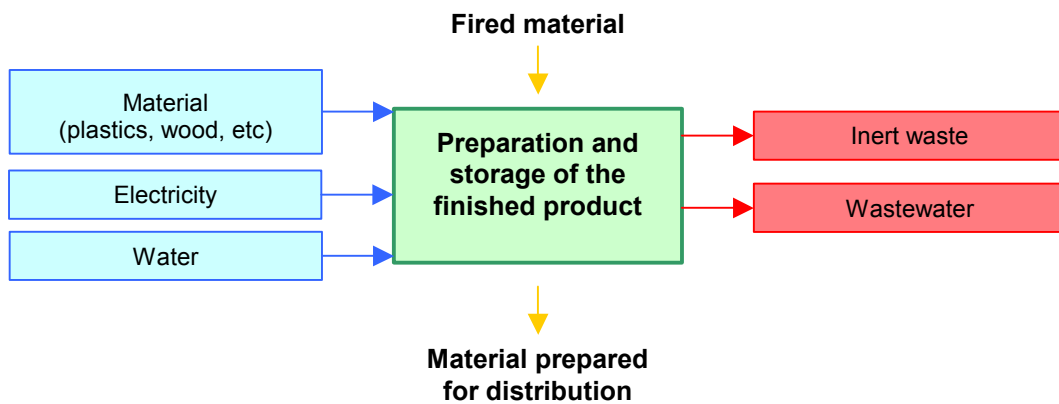 Fired material
Material
(plastics, wood, etc)
Electricity
Water
Preparation and
storage of the
finished product
Inert waste
Wastewater
Material prepared
for distribution